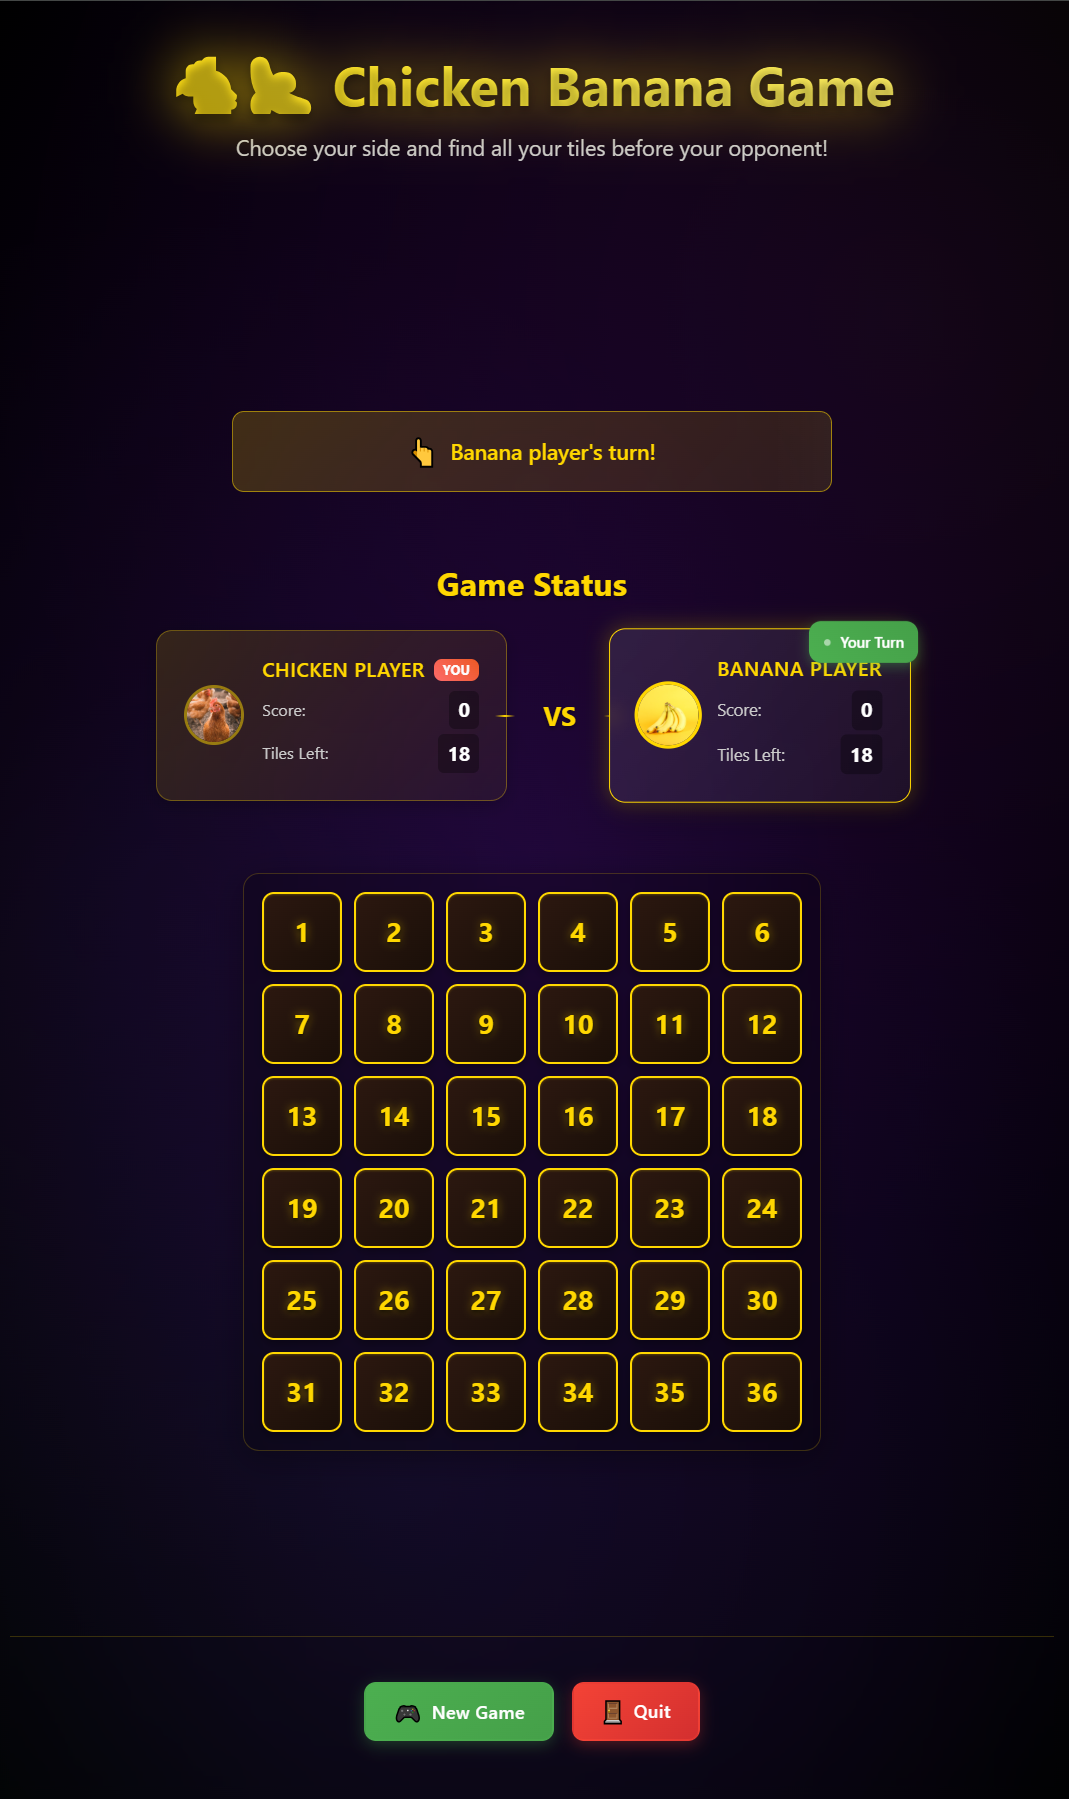 Chicken Banana Game
Choose your side and find all your tiles before your opponent!
Banana player's turn!
Game Status
CHICKEN PLAYER YOU
Score: 0
Tiles Left: 18
VS
Your Turn
BANANA PLAYER
Score: 0
Tiles Left: 18
1 2 3 4 5 6
7 8 9 10 11 12
13 14 15 16 17 18
19 20 21 22 23 24
25 26 27 28 29 30
31 32 33 34 35 36
New Game Quit